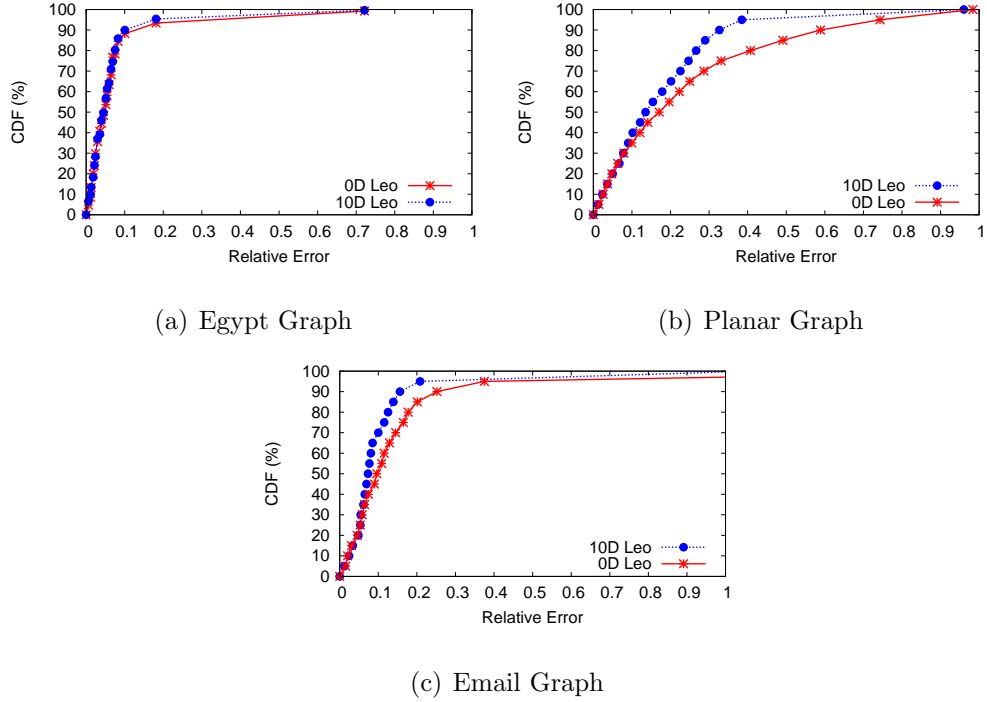 100
90
80
70
60
50
40
30
20
10
0
CDF (%)
0 0.1 0.2 0.3 0.4 0.5 0.6 0.7 0.8 0.9 1
Relative Error
0D Leo
10D Leo
(a) Egypt Graph
100
90
80
70
60
50
40
30
20
10
0
CDF (%)
0 0.1 0.2 0.3 0.4 0.5 0.6 0.7 0.8 0.9 1
Relative Error
10D Leo
0D Leo
(b) Planar Graph
100
90
80
70
60
50
40
30
20
10
0
CDF (%)
0 0.1 0.2 0.3 0.4 0.5 0.6 0.7 0.8 0.9 1
Relative Error
10D Leo
0D Leo
(c) Email Graph